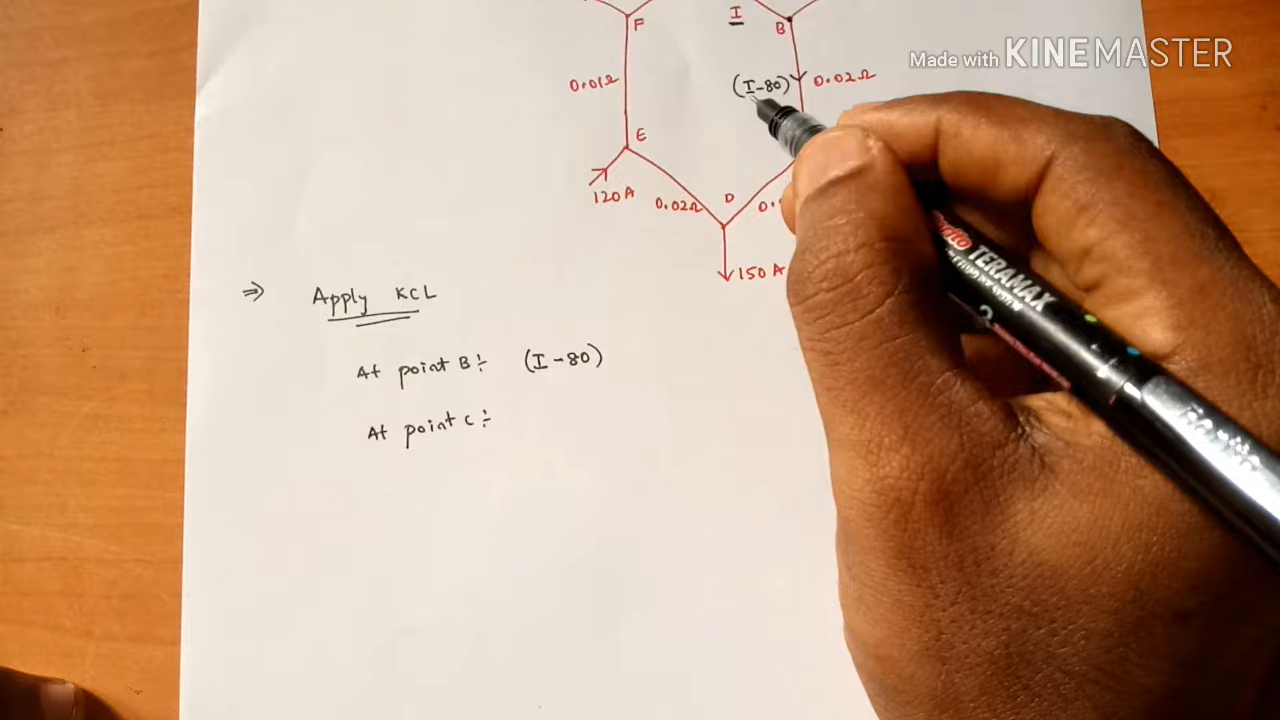 Made with KINEMASTER
F
I
B
0.01Ω
(I-80)
0.02Ω
E
120A
0.02Ω
D
150A
TERAMAX
⇒ Apply KCL
At point B:- (I-80)
At point C:-